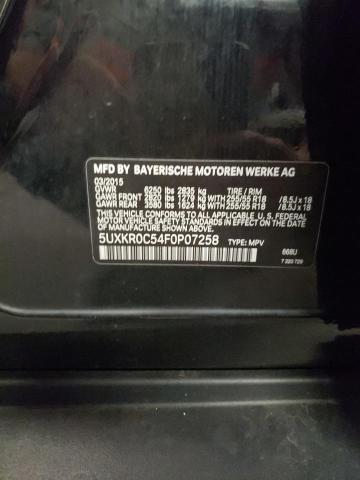 MFD BY BAYERISCHE MOTOREN WERKE AG
03/2015
GVWR 6250 lbs 2835 kg TIRE / RIM
GAWR FRONT 2820 lbs 1279 kg WITH 255/55 R18 / 8.5J x 18
GAWR REAR 3580 lbs 1624 kg WITH 255/55 R18 / 8.5J x 18
THIS VEHICLE CONFORMS TO ALL APPLICABLE U.S. FEDERAL
MOTOR VEHICLE SAFETY STANDARDS IN EFFECT ON
THE DATE OF MANUFACTURE SHOWN ABOVE.
5UXKR0C54F0P07258 TYPE: MPV 668U
7 220 729